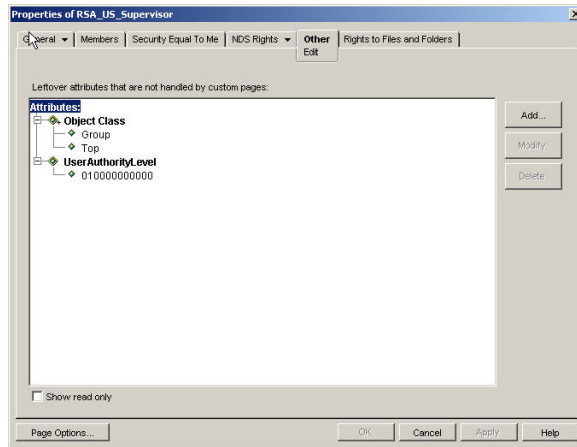 Properties of RSA_US_Supervisor
General Members Security Equal To Me NDS Rights Other Rights to Files and Folders
Edit
Leftover attributes that are not handled by custom pages:
Attributes:
Object Class
Group
Top
UserAuthorityLevel
010000000000
Add...
Modify
Delete
Show read only
Page Options... OK Cancel Apply Help